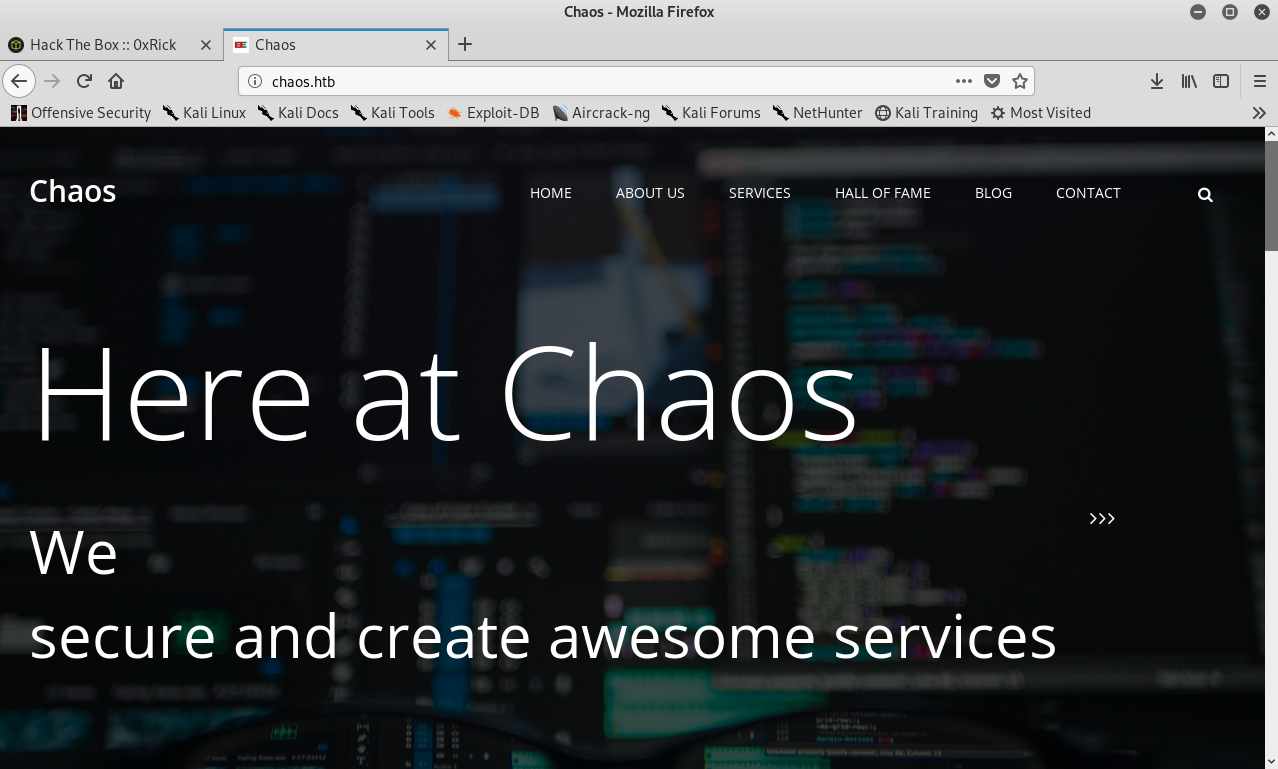 Chaos - Mozilla Firefox
Hack The Box :: 0xRick
Chaos
chaos.htb
Offensive Security Kali Linux Kali Docs Kali Tools Exploit-DB Aircrack-ng Kali Forums NetHunter Kali Training Most Visited
Chaos HOME ABOUT US SERVICES HALL OF FAME BLOG CONTACT
Here at Chaos
We
>>>
secure and create awesome services